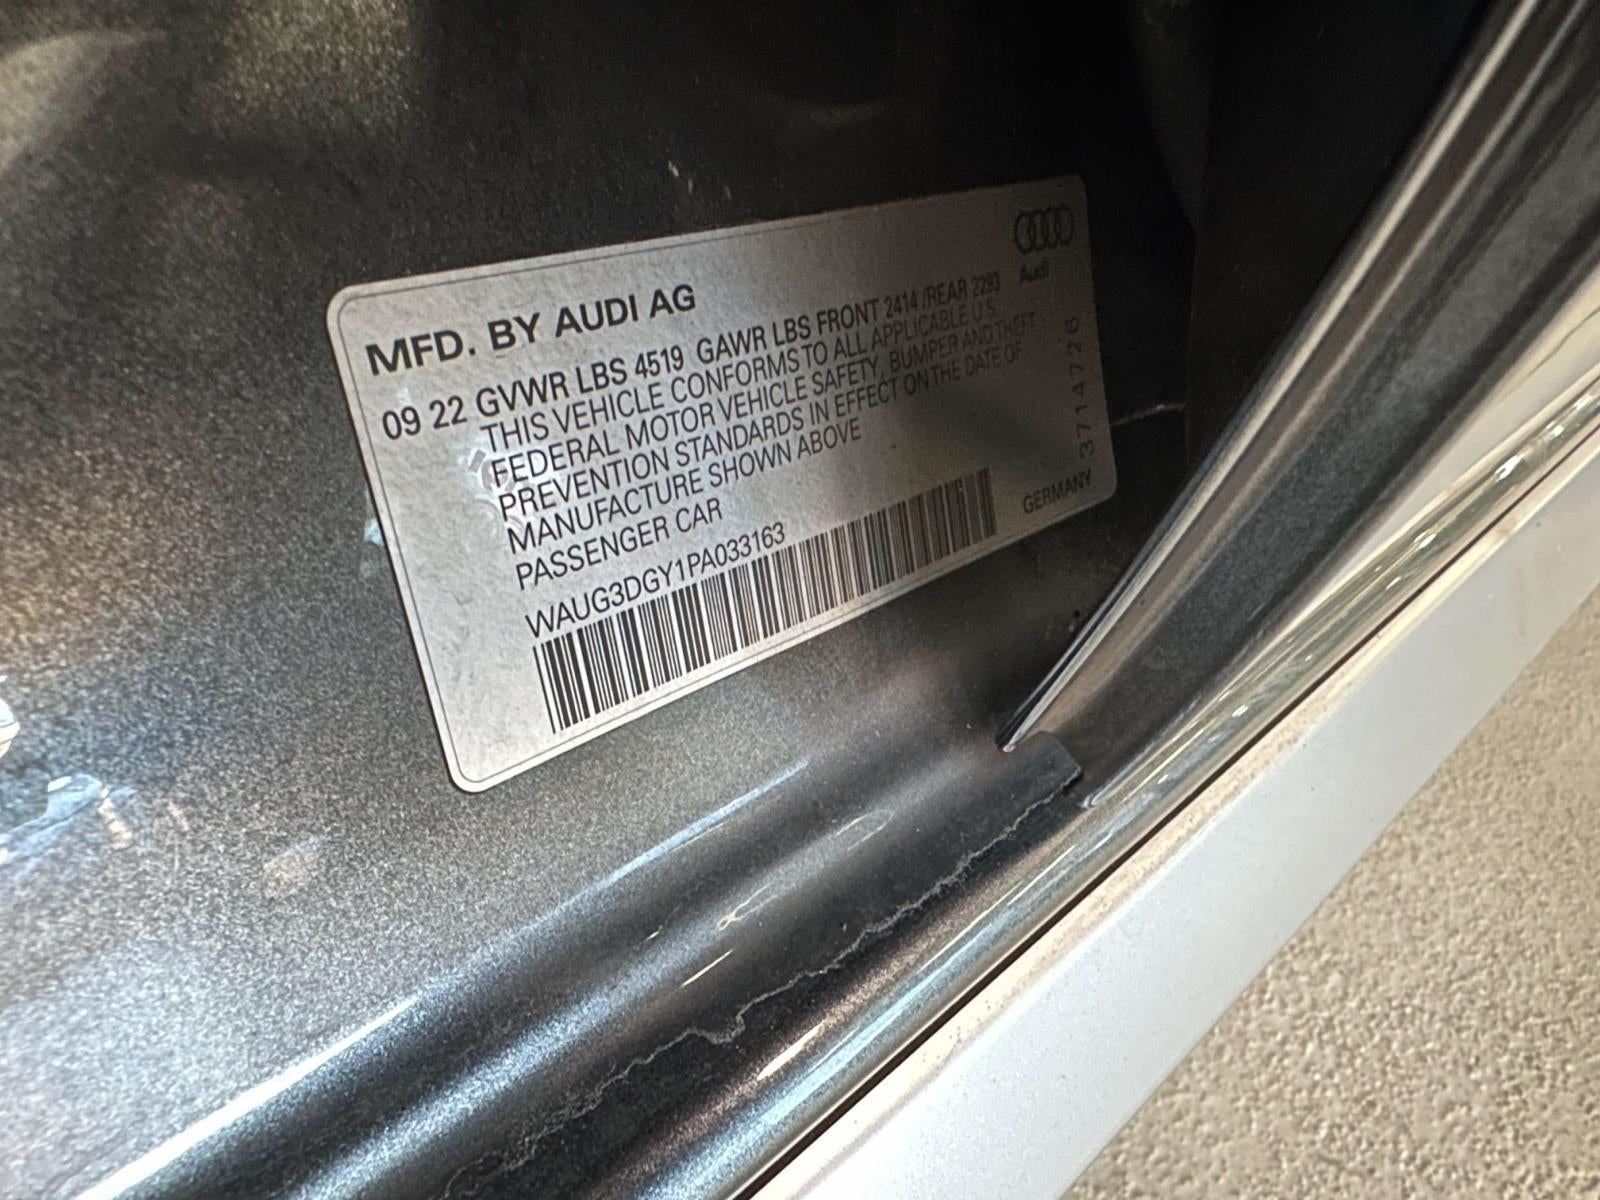 Audi
MFD. BY AUDI AG
09 22 GVWR LBS 4519 GAWR LBS FRONT 2414 /REAR 2293
THIS VEHICLE CONFORMS TO ALL APPLICABLE U.S.
FEDERAL MOTOR VEHICLE SAFETY, BUMPER AND THEFT
PREVENTION STANDARDS IN EFFECT ON THE DATE OF
MANUFACTURE SHOWN ABOVE
PASSENGER CAR
WAUG3DGY1PA033163
GERMANY
3714726